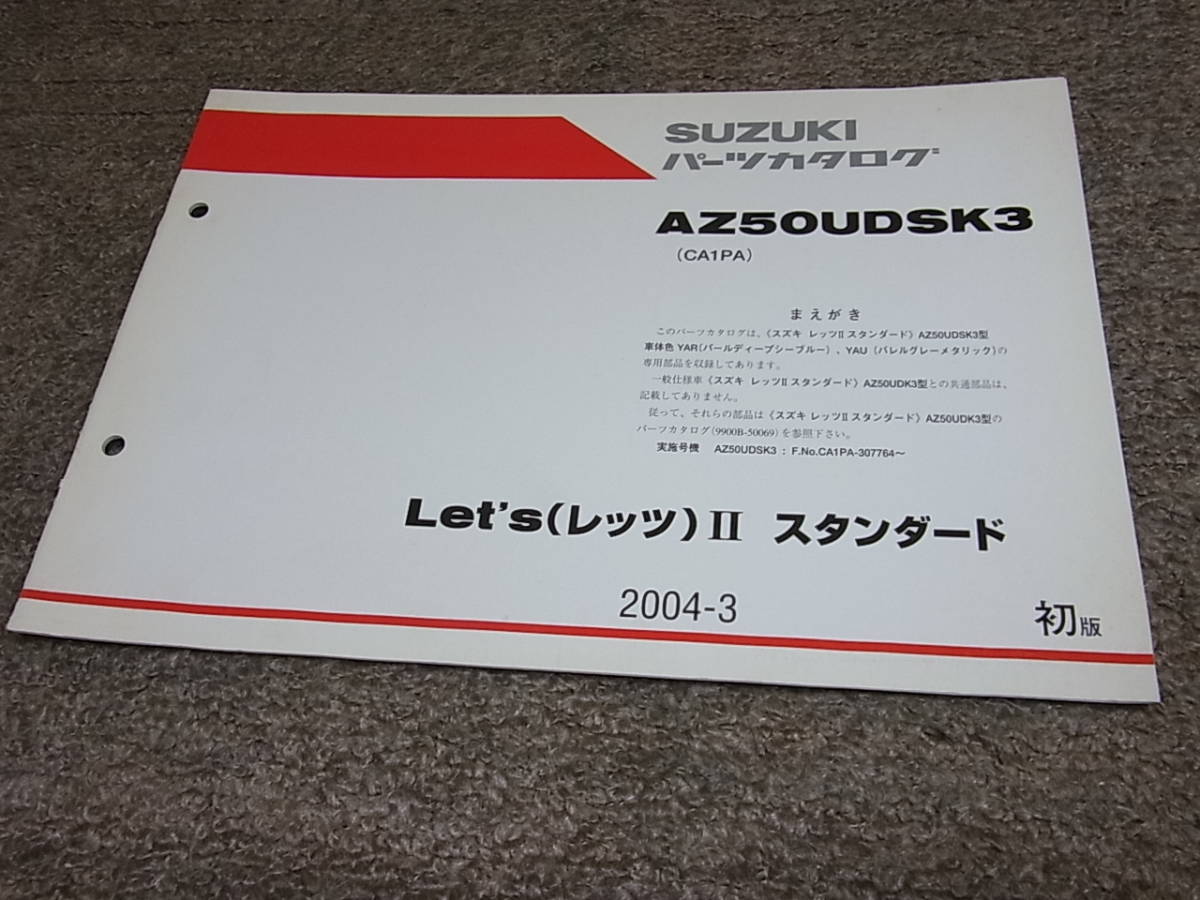 SUZUKI
パーツカタログ
AZ50UDSK3
(CA1PA)
まえがき
このパーツカタログは、《スズキ レッツⅡ スタンダード》AZ50UDSK3型
車体色 YAR(パールディープシーブルー)、YAU(バレルグレーメタリック)の
専用部品を収録してあります。
一般仕様車《スズキ レッツⅡ スタンダード》AZ50UDK3型との共通部品は、
記載してありません。
従って、それらの部品は《スズキ レッツⅡ スタンダード》AZ50UDK3型の
パーツカタログ(9900B-50069)を参照下さい。
実施号機 AZ50UDSK3 : F.No.CA1PA-307764～
Let's(レッツ)Ⅱ スタンダード
2004-3
初版